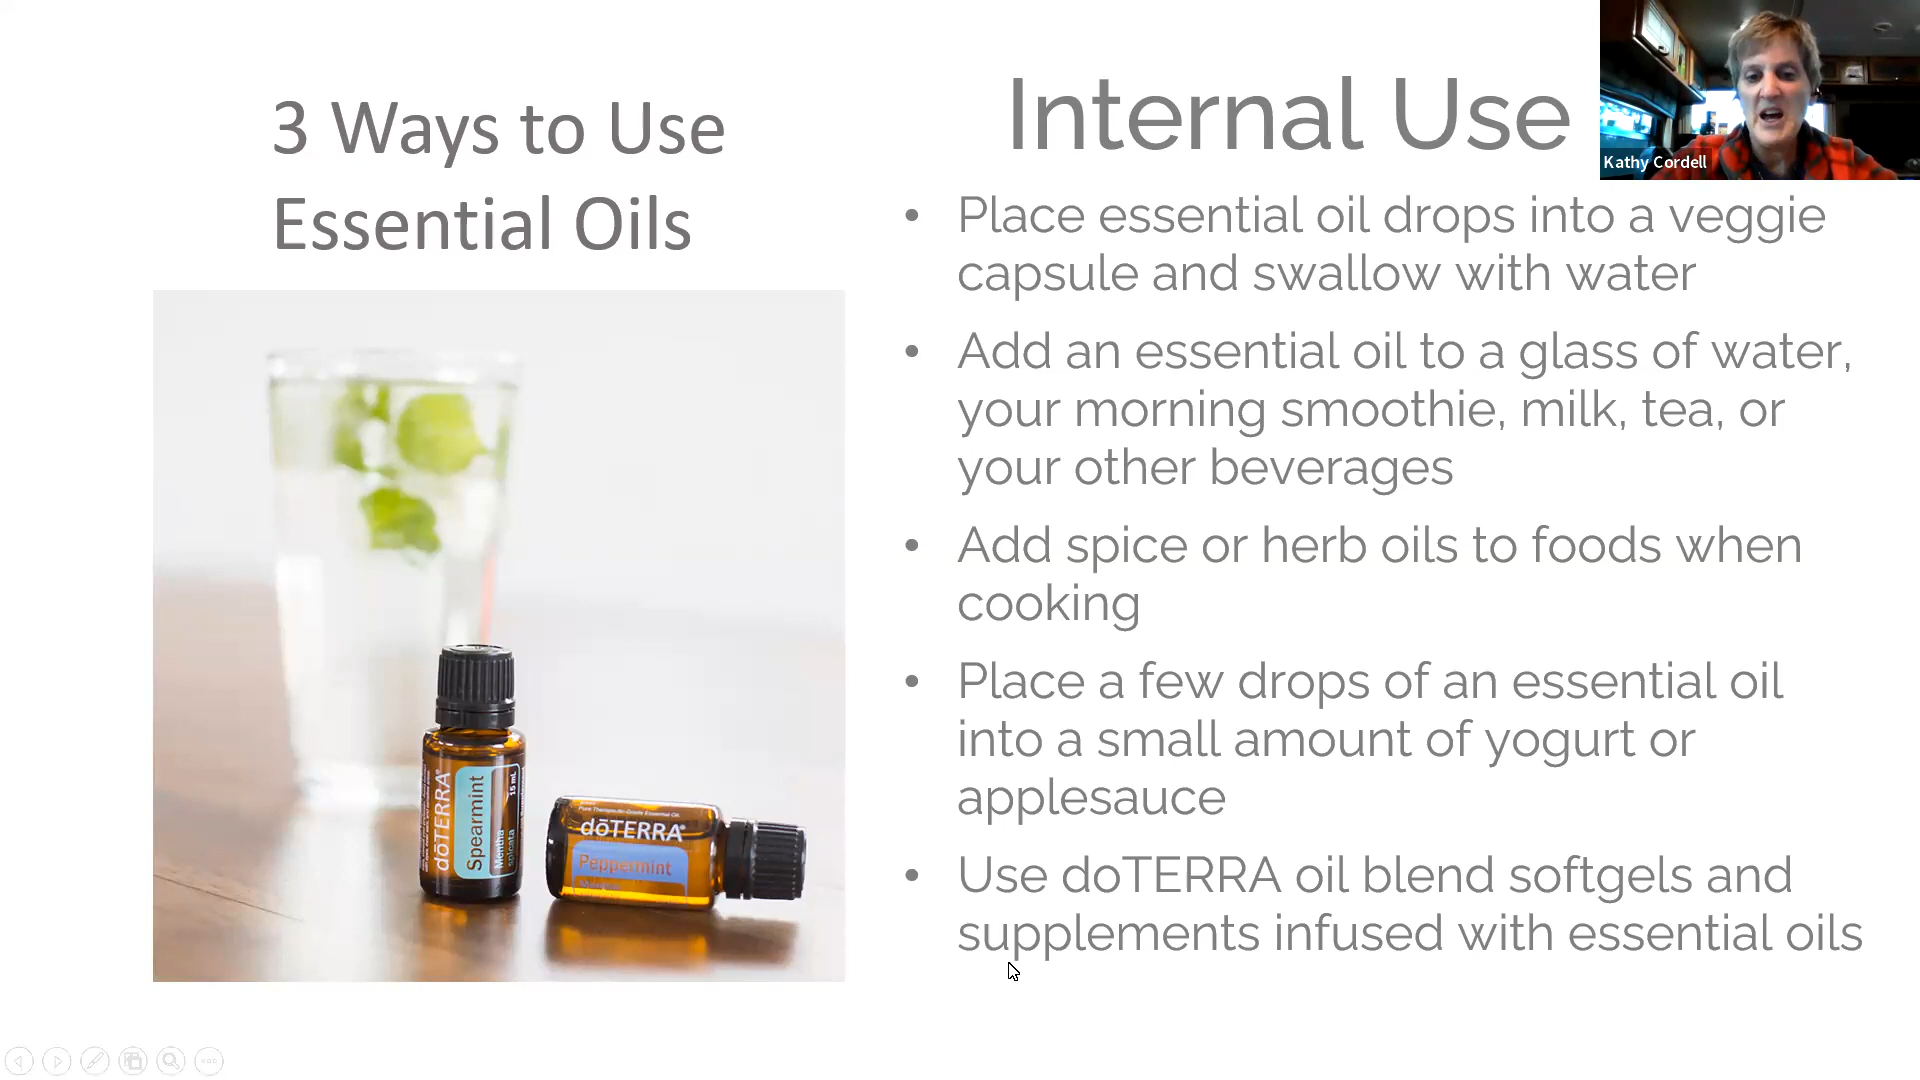 3 Ways to Use
Essential Oils
Internal Use
Kathy Cordell
• Place essential oil drops into a veggie
capsule and swallow with water
• Add an essential oil to a glass of water,
your morning smoothie, milk, tea, or
your other beverages
• Add spice or herb oils to foods when
cooking
• Place a few drops of an essential oil
into a small amount of yogurt or
applesauce
• Use doTERRA oil blend softgels and
supplements infused with essential oils
dōTERRA
Spearmint
Mentha
spicata
15 mL
dōTERRA
Peppermint